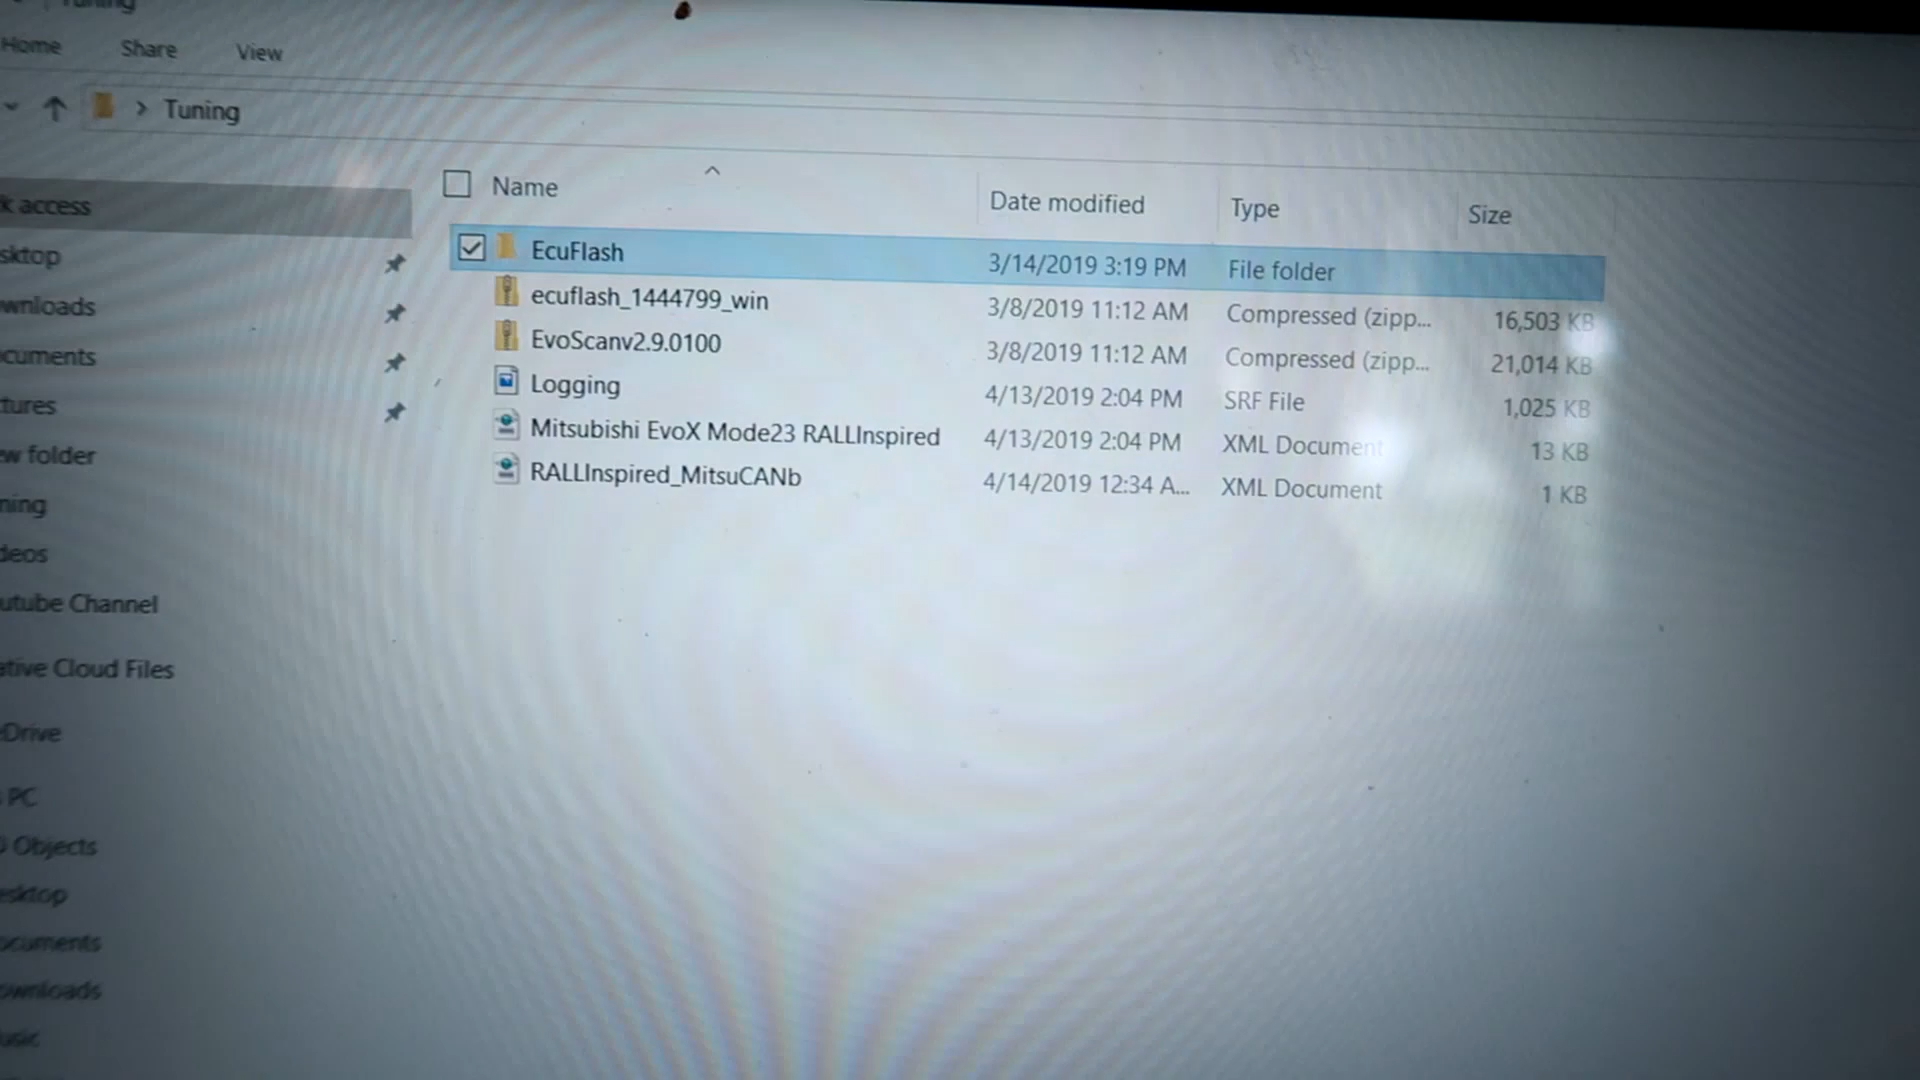 Tuning
Home Share View
Tuning
Name Date modified Type Size
k access
EcuFlash 3/14/2019 3:19 PM File folder
sktop
ecuflash_1444799_win 3/8/2019 11:12 AM Compressed (zipp... 16,503 KB
wnloads
EvoScanv2.9.0100 3/8/2019 11:12 AM Compressed (zipp... 21,014 KB
cuments
Logging 4/13/2019 2:04 PM SRF File 1,025 KB
tures
Mitsubishi EvoX Mode23 RALLInspired 4/13/2019 2:04 PM XML Document 13 KB
w folder
RALLInspired_MitsuCANb 4/14/2019 12:34 A... XML Document 1 KB
ning
deos
utube Channel
ative Cloud Files
Drive
PC
Objects
esktop
ocuments
ownloads
usic